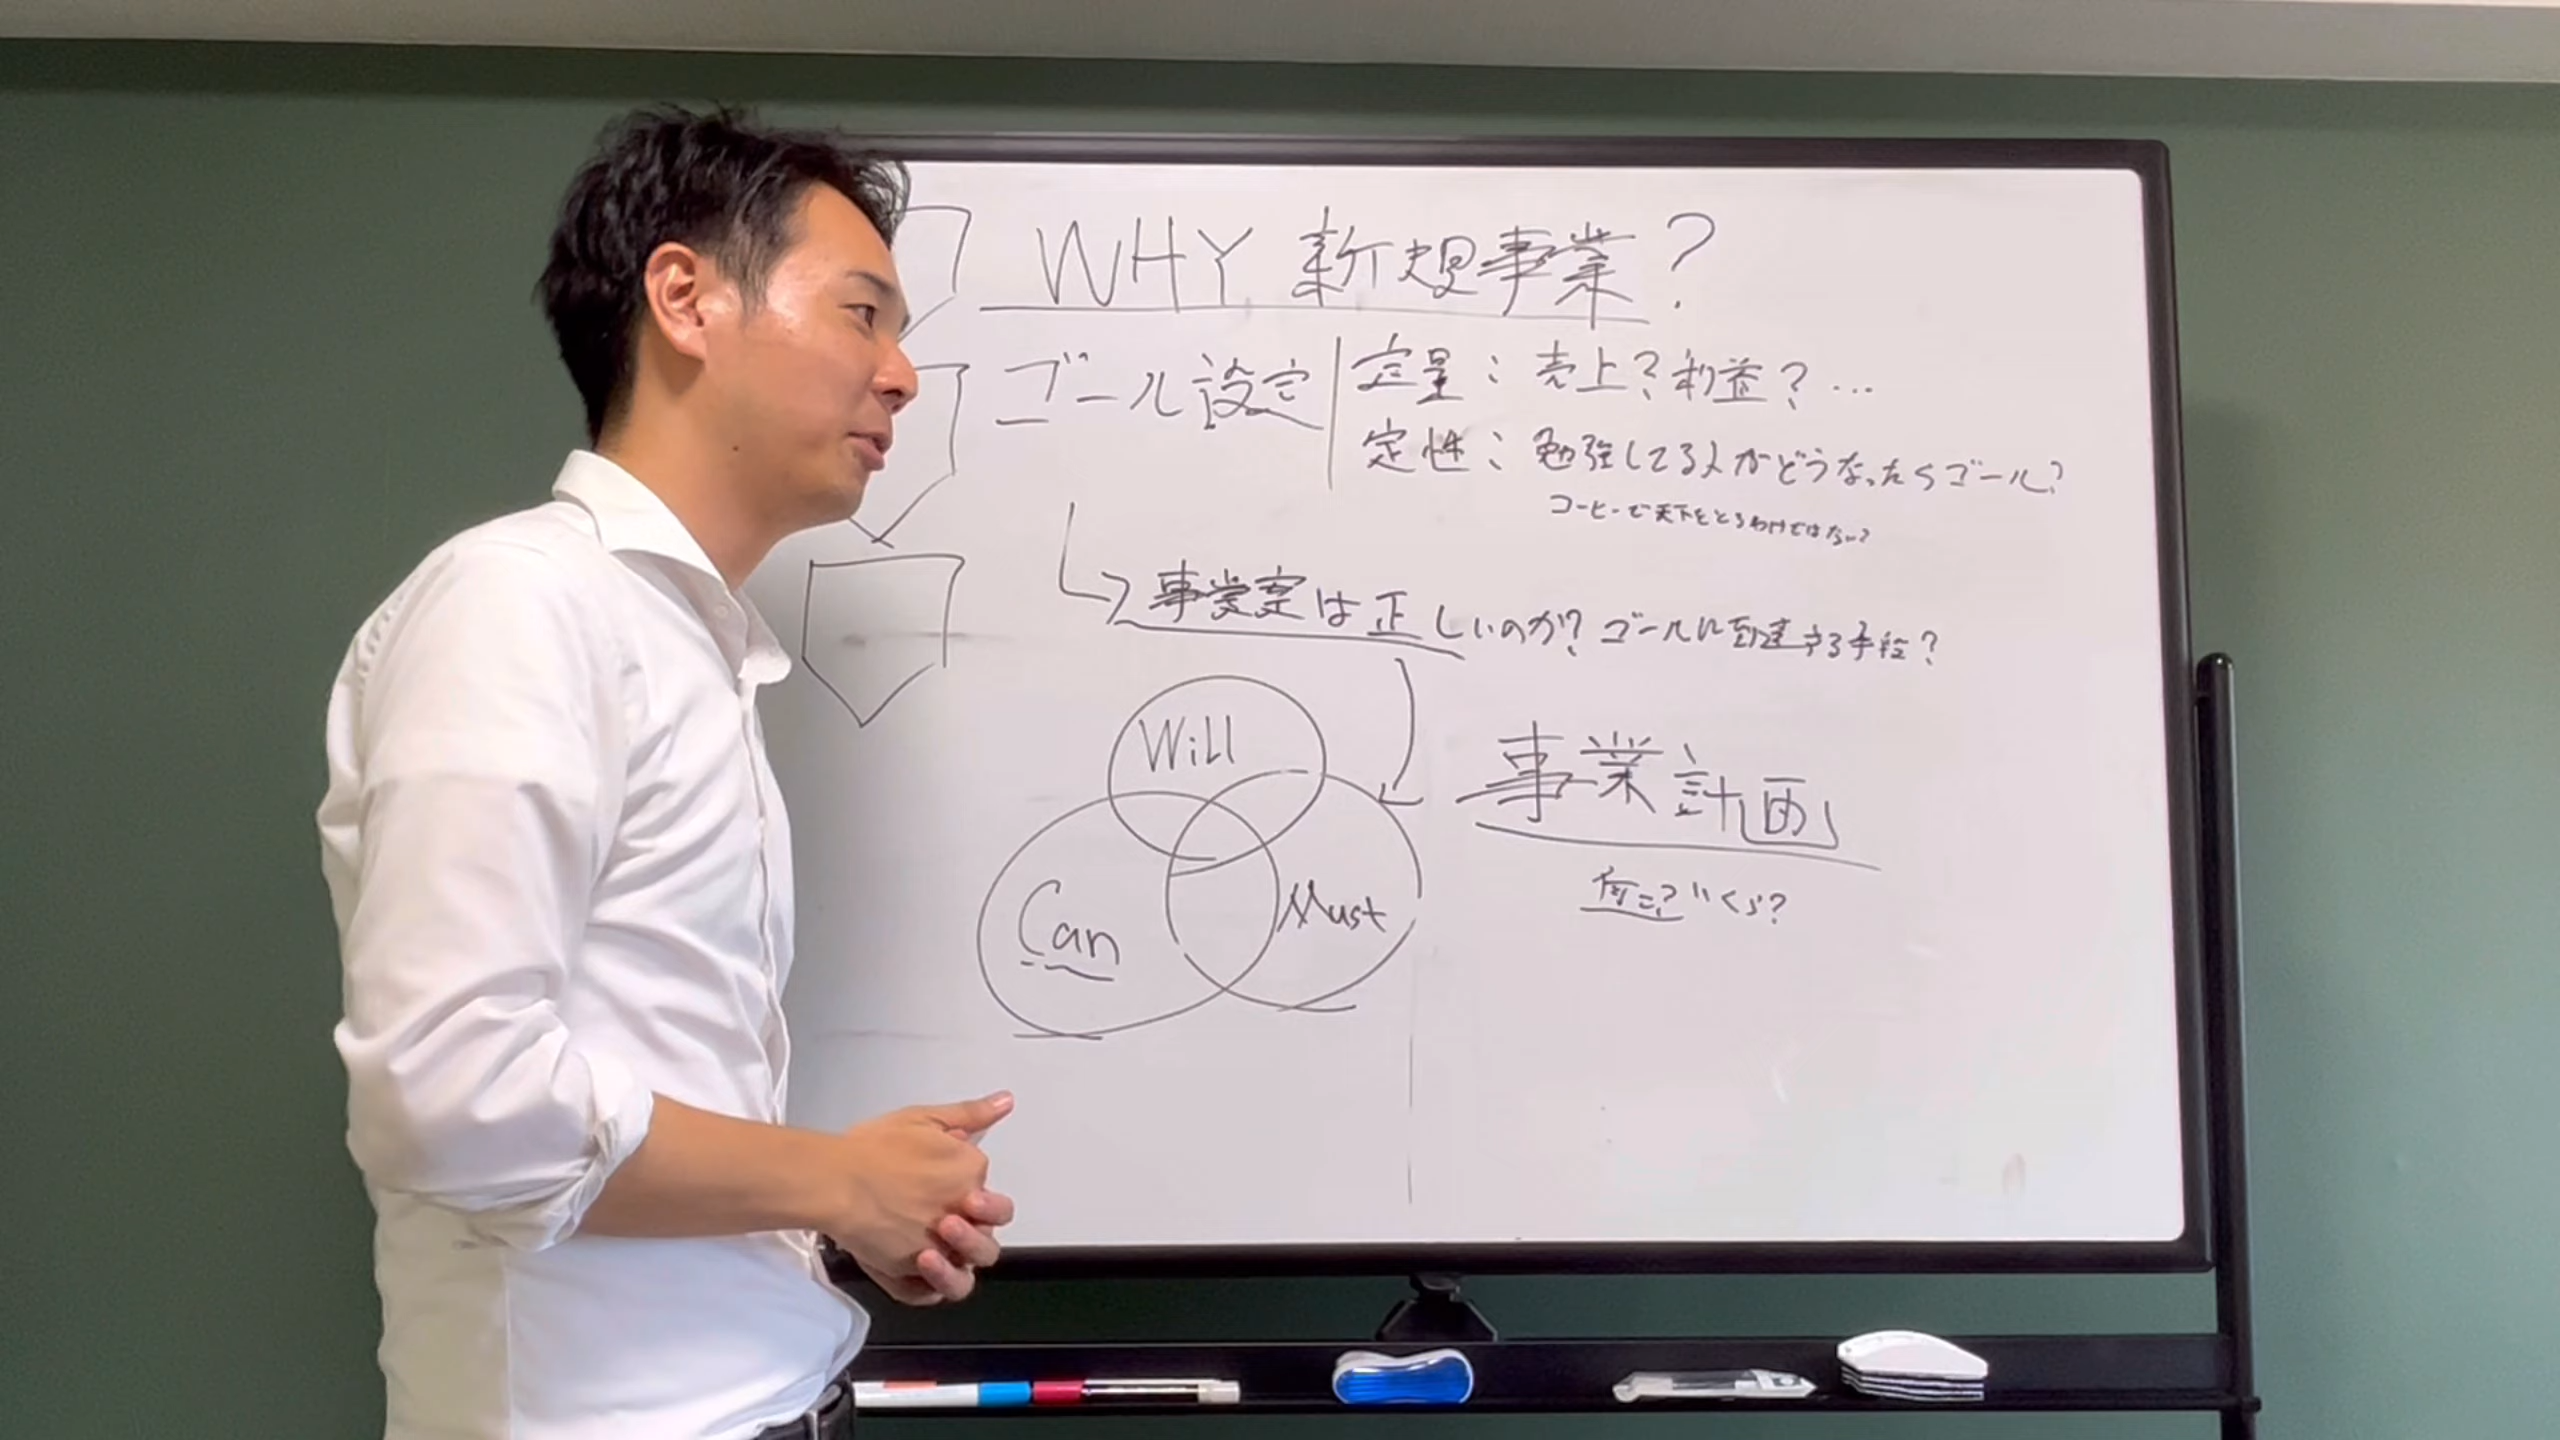 WHY 新規事業?
ゴール設定
定量: 売上? 利益? …
定性: 勉強してる人がどうなったらゴール?
コーヒーで天下をとるわけではない?
事業案は正しいのか? ゴールに到達する手段?
Will
Can
Must
事業計画
何に? いくら?